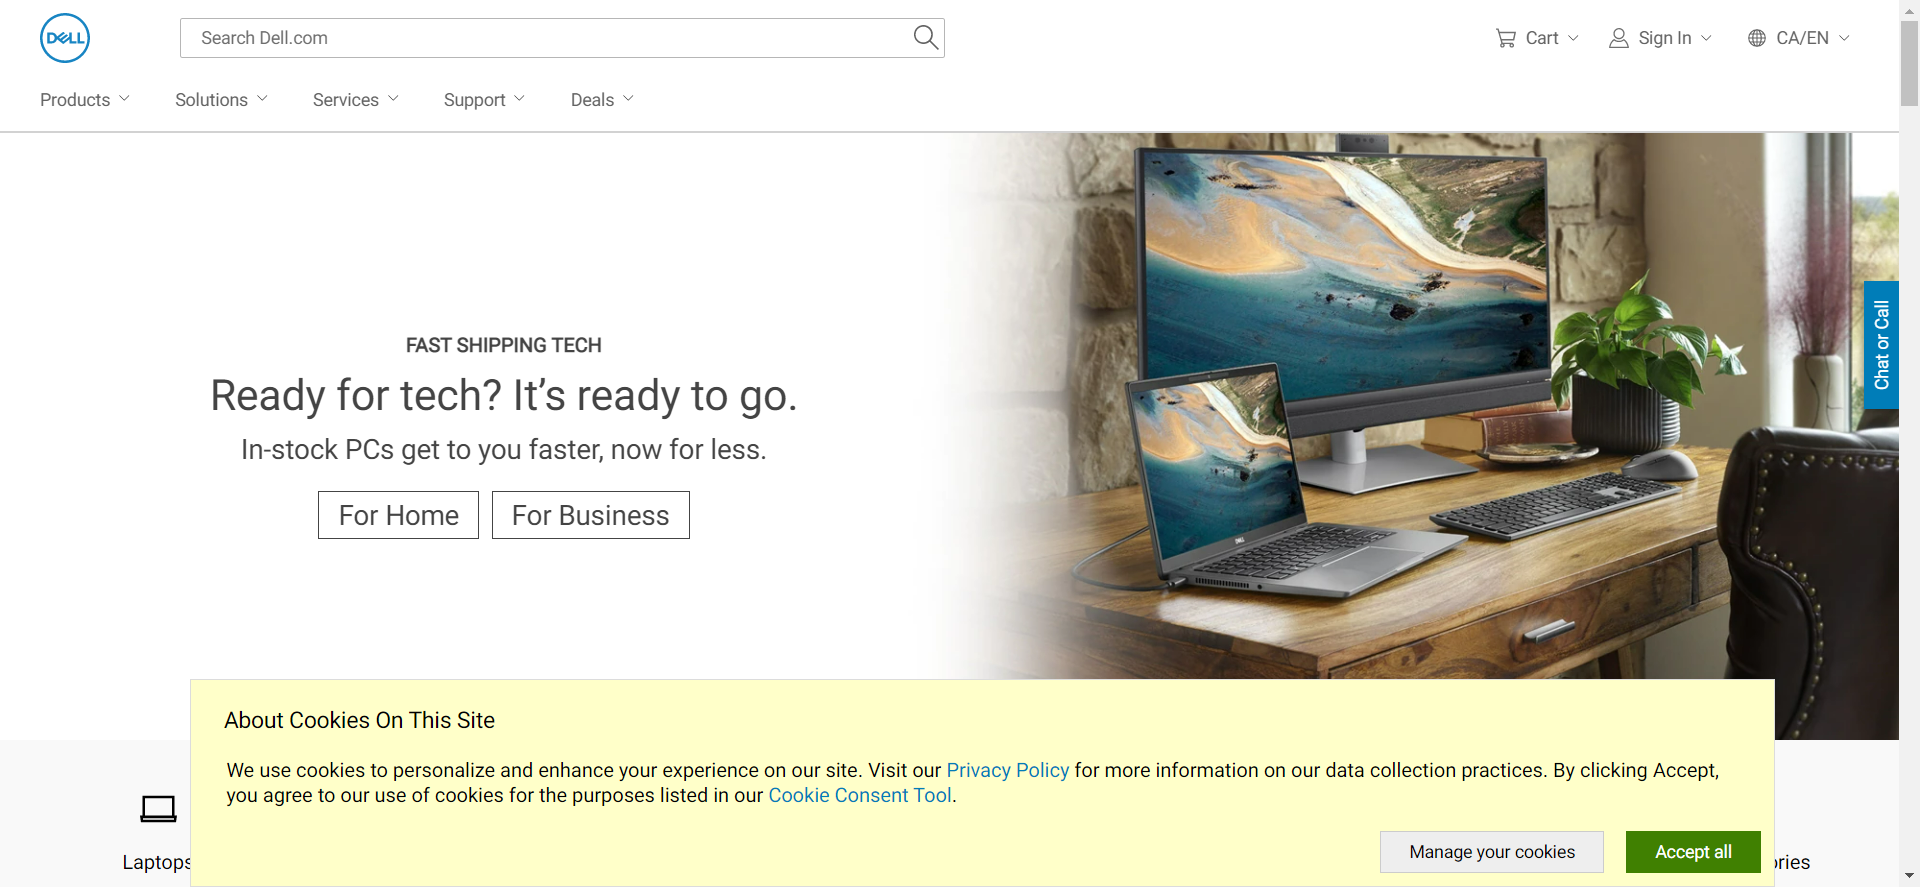 DELL
Search Dell.com
Cart
Sign In
CA/EN
Products
Solutions
Services
Support
Deals
FAST SHIPPING TECH
Ready for tech? It’s ready to go.
In-stock PCs get to you faster, now for less.
For Home
For Business
Chat or Call
DELL
About Cookies On This Site
We use cookies to personalize and enhance your experience on our site. Visit our Privacy Policy for more information on our data collection practices. By clicking Accept,
you agree to our use of cookies for the purposes listed in our Cookie Consent Tool.
Manage your cookies
Accept all
Laptops
ories